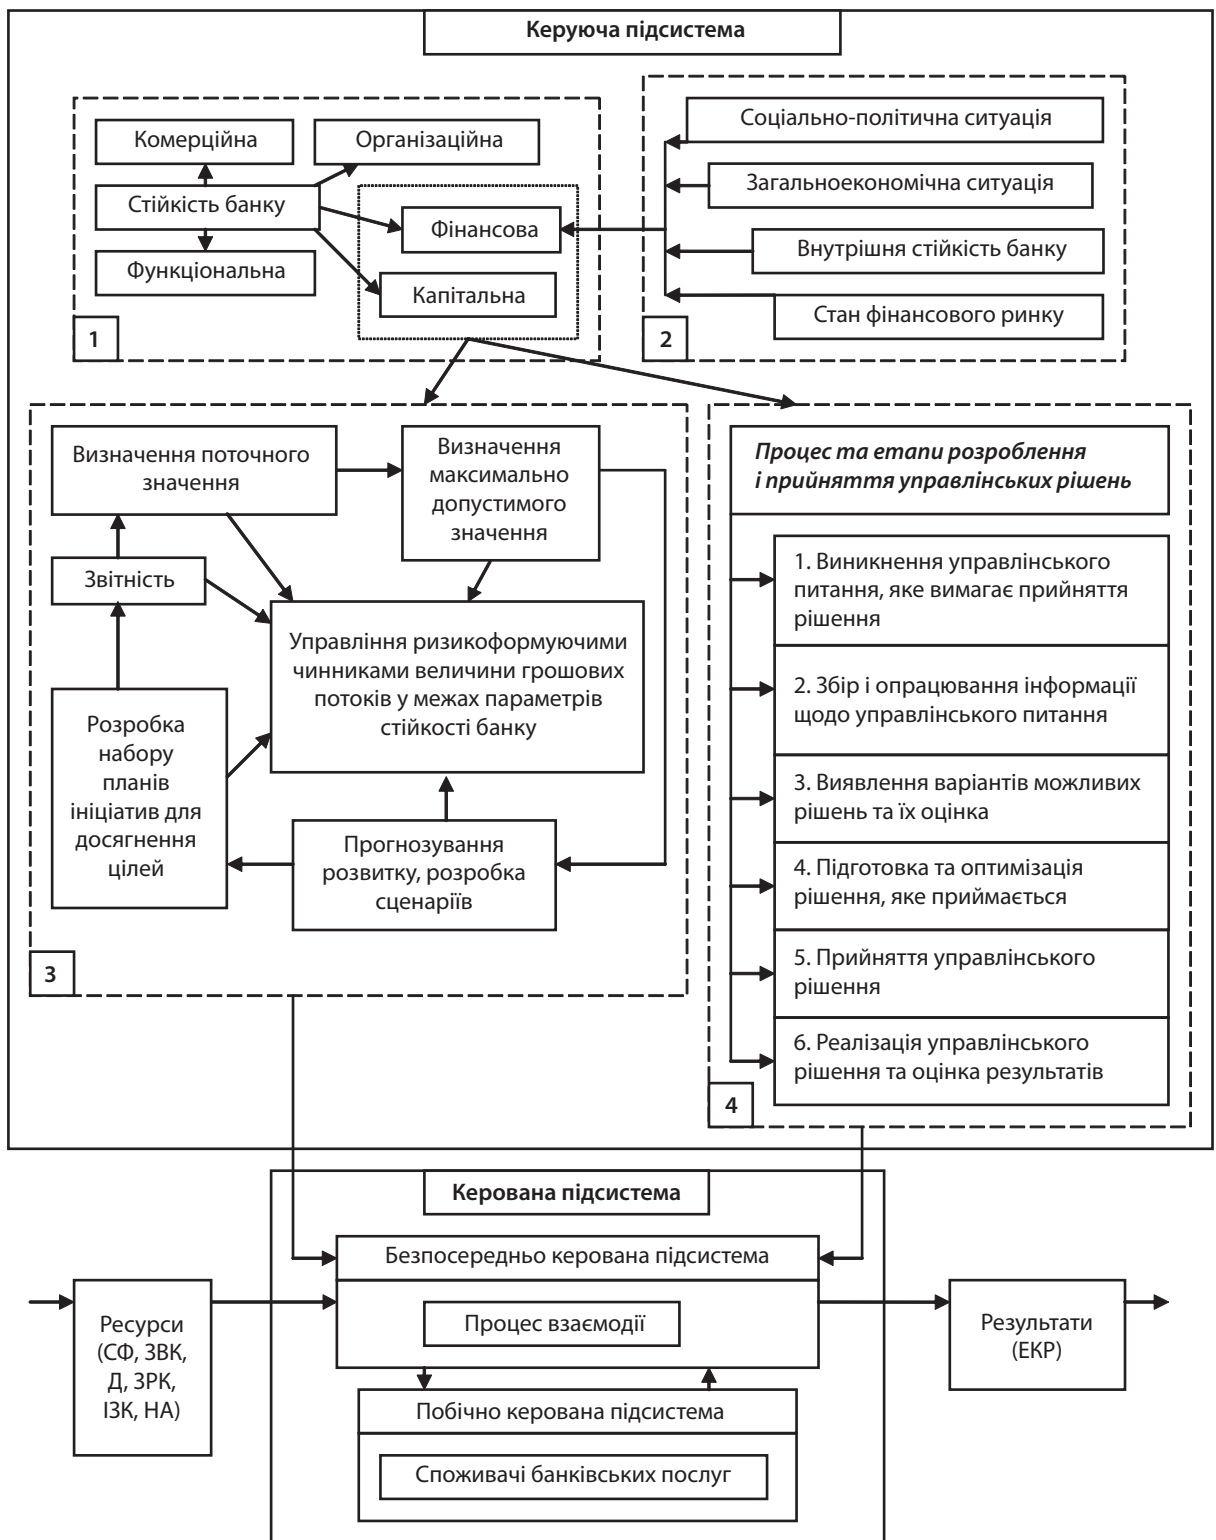 Керуюча підсистема
Комерційна
Організаційна
Стійкість банку
Фінансова
Функціональна
Капітальна
1
Соціально-політична ситуація
Загальноекономічна ситуація
Внутрішня стійкість банку
Стан фінансового ринку
2
Визначення поточного
значення
Визначення
максимально
допустимого
значення
Звітність
Управління ризикоформуючими
чинниками величини грошових
потоків у межах параметрів
стійкості банку
Розробка
набору
планів
ініціатив для
досягнення
цілей
Прогнозування
розвитку, розробка
сценаріїв
3
Процес та етапи розроблення
і прийняття управлінських рішень
1. Виникнення управлінського
питання, яке вимагає прийняття
рішення
2. Збір і опрацювання інформації
щодо управлінського питання
3. Виявлення варіантів можливих
рішень та їх оцінка
4. Підготовка та оптимізація
рішення, яке приймається
5. Прийняття управлінського
рішення
6. Реалізація управлінського
рішення та оцінка результатів
4
Керована підсистема
Безпосередньо керована підсистема
Процес взаємодії
Ресурси
(СФ, ЗВК,
Д, ЗРК,
ІЗК, НА)
Результати
(ЕКР)
Побічно керована підсистема
Споживачі банківських послуг